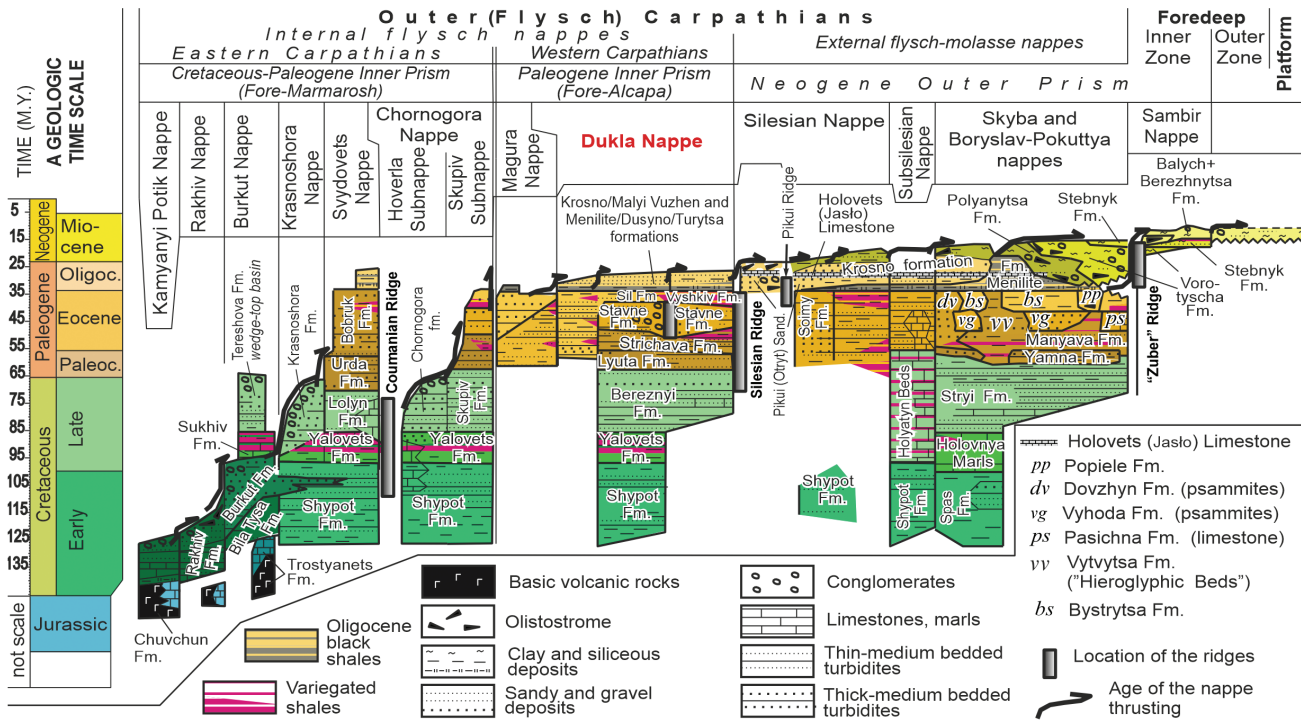 Outer (Flysch) Carpathians
Internal flysch nappes
Eastern Carpathians
Western Carpathians
External flysch-molasse nappes
Foredeep
Inner Zone
Outer Zone
Platform
Cretaceous-Paleogene Inner Prism
(Fore-Marmarosh)
Paleogene Inner Prism
(Fore-Alcapa)
Neogene Outer Prism
TIME (M.Y.)
A GEOLOGIC
TIME SCALE
Kamyanyi Potik Nappe
Rakhiv Nappe
Burkut Nappe
Krasnoshora
Nappe
Svydovets
Nappe
Chornogora
Nappe
Hoverla
Subnappe
Skupiv
Subnappe
Magura
Nappe
Dukla Nappe
Silesian Nappe
Subsilesian
Nappe
Skyba and
Boryslav-Pokuttya
nappes
Sambir
Nappe
5
15
25
35
45
55
65
75
85
95
105
115
125
135
not scale
Neogene
Paleogene
Cretaceous
Mio-
cene
Oligoc.
Eocene
Paleoc.
Late
Early
Jurassic
Krosno/Malyi Vuzhen and
Menilite/Dusyno/Turytsa
formations
Pikui Ridge
Holovets
(Jasło)
Limestone
Polyanytsa
Fm.
Stebnyk
Fm.
Balych+
Berezhnytsa
Fm.
Stebnyk
Fm.
Voro-
tyscha
Fm.
"Zuber" Ridge
Tereshova Fm.
wedge-top basin
Krasnoshora
Fm.
Bobruk
Fm.
Urda
Fm.
Lolyn
Fm.
Yalovets
Fm.
Shypot
Fm.
Coumanian Ridge
Chornogora
fm.
Skupiv
Fm.
Yalovets
Fm.
Shypot
Fm.
Sukhiv
Fm.
Burkut Fm.
Bila Tysa
Fm.
Rakhiv
Fm.
Trostyanets
Fm.
Chuvchun
Fm.
Sil Fm.
Vyshkiv Fm.
Stavne
Fm.
Stavne
Fm.
Strichava Fm.
Lyuta Fm.
Bereznyi
Fm.
Yalovets
Fm.
Shypot
Fm.
Silesian Ridge
Pikui (Otryt) Sand.
Soimy
Fm.
Krosno formation
Fm.
Menilite
Shypot
Fm.
Holyatyn Beds
Shypot
Fm.
dv
bs
bs
pp
vg
vv
vg
ps
Manyava Fm.
Yamna Fm.
Stryi Fm.
Holovnya
Marls
Spas
Fm.
Holovets (Jasło) Limestone
pp Popiele Fm.
dv Dovzhyn Fm. (psammites)
vg Vyhoda Fm. (psammites)
ps Pasichna Fm. (limestone)
vv Vytvytsa Fm.
("Hieroglyphic Beds")
bs Bystrytsa Fm.
Location of the ridges
Age of the nappe
thrusting
Oligocene
black
shales
Variegated
shales
Basic volcanic rocks
Olistostrome
Clay and siliceous
deposits
Sandy and gravel
deposits
Conglomerates
Limestones, marls
Thin-medium bedded
turbidites
Thick-medium bedded
turbidites